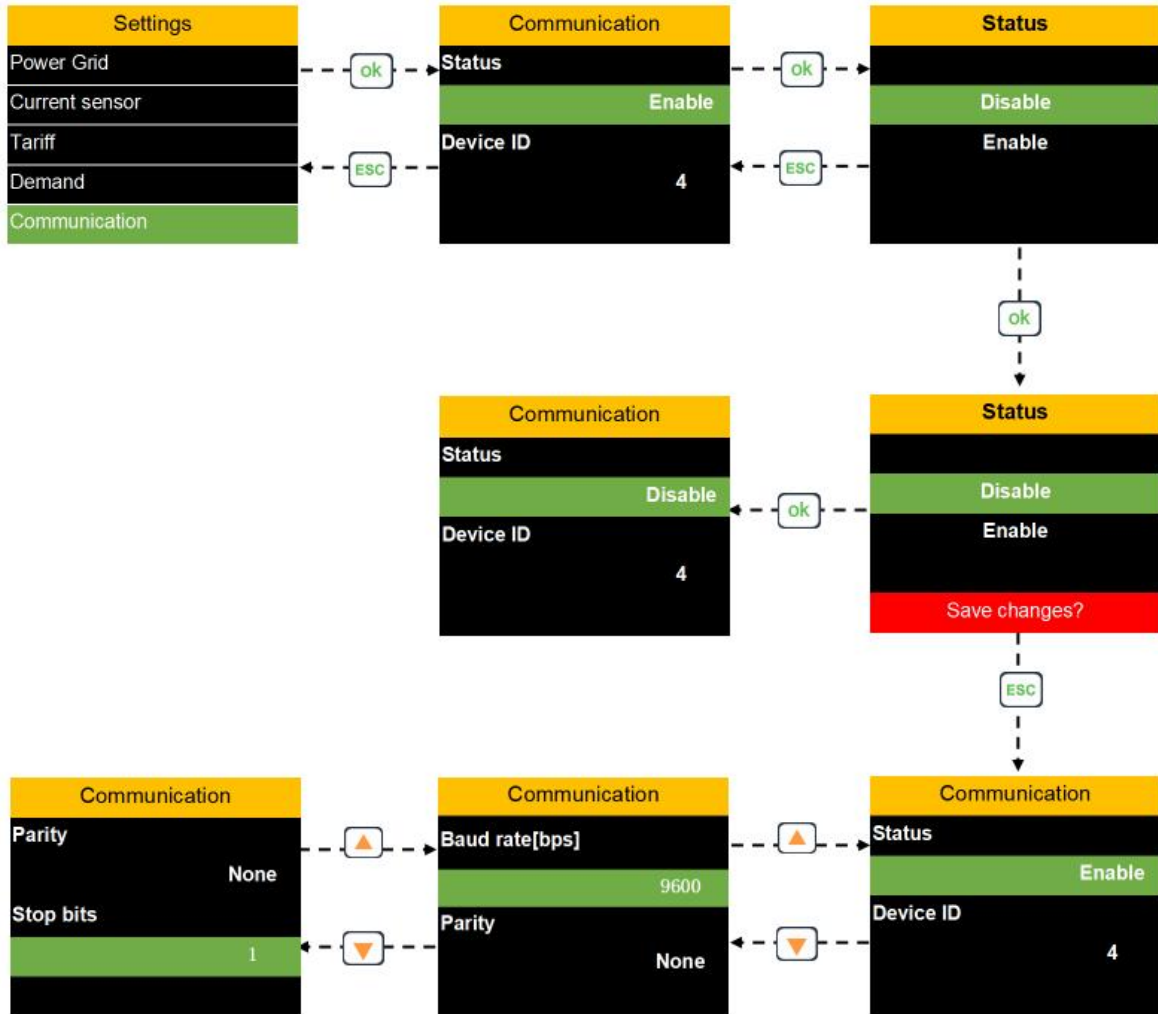 Settings
Power Grid
Current sensor
Tariff
Demand
Communication
ok
ESC
Communication
Status
Enable
Device ID
4
ok
ESC
Status
Disable
Enable
ok
Communication
Status
Disable
Device ID
4
ok
Status
Disable
Enable
Save changes?
ESC
Communication
Parity
None
Stop bits
1
Communication
Baud rate[bps]
9600
Parity
None
Communication
Status
Enable
Device ID
4